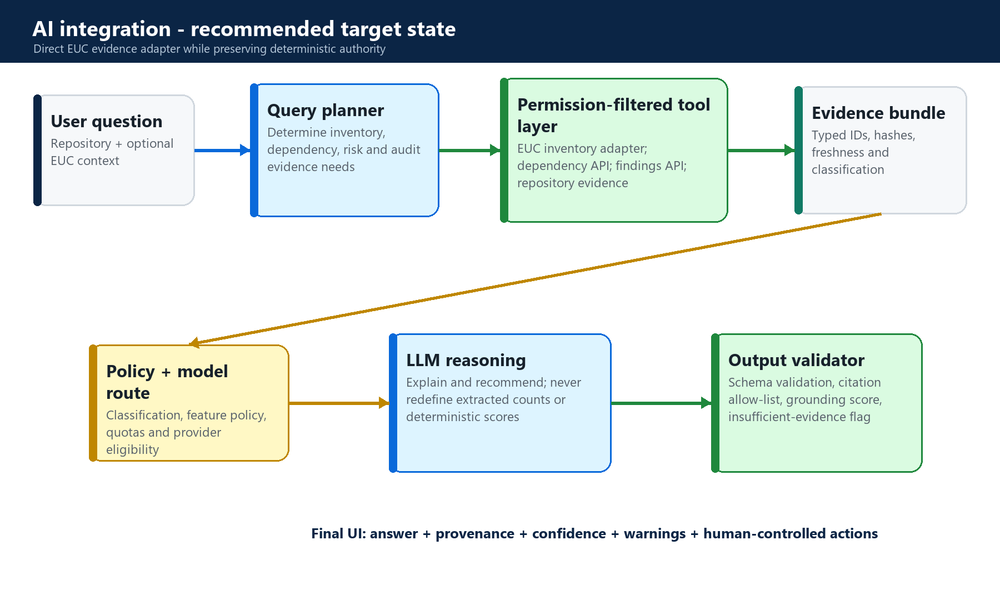 AI integration - recommended target state
Direct EUC evidence adapter while preserving deterministic authority
User question
Repository + optional
EUC context
Query planner
Determine inventory,
dependency, risk and audit
evidence needs
Permission-filtered tool
layer
EUC inventory adapter;
dependency API; findings API;
repository evidence
Evidence bundle
Typed IDs, hashes,
freshness and
classification
Policy + model
route
Classification, feature policy,
quotas and provider
eligibility
LLM reasoning
Explain and recommend; never
redefine extracted counts or
deterministic scores
Output validator
Schema validation, citation
allow-list, grounding score,
insufficient-evidence flag
Final UI: answer + provenance + confidence + warnings + human-controlled actions